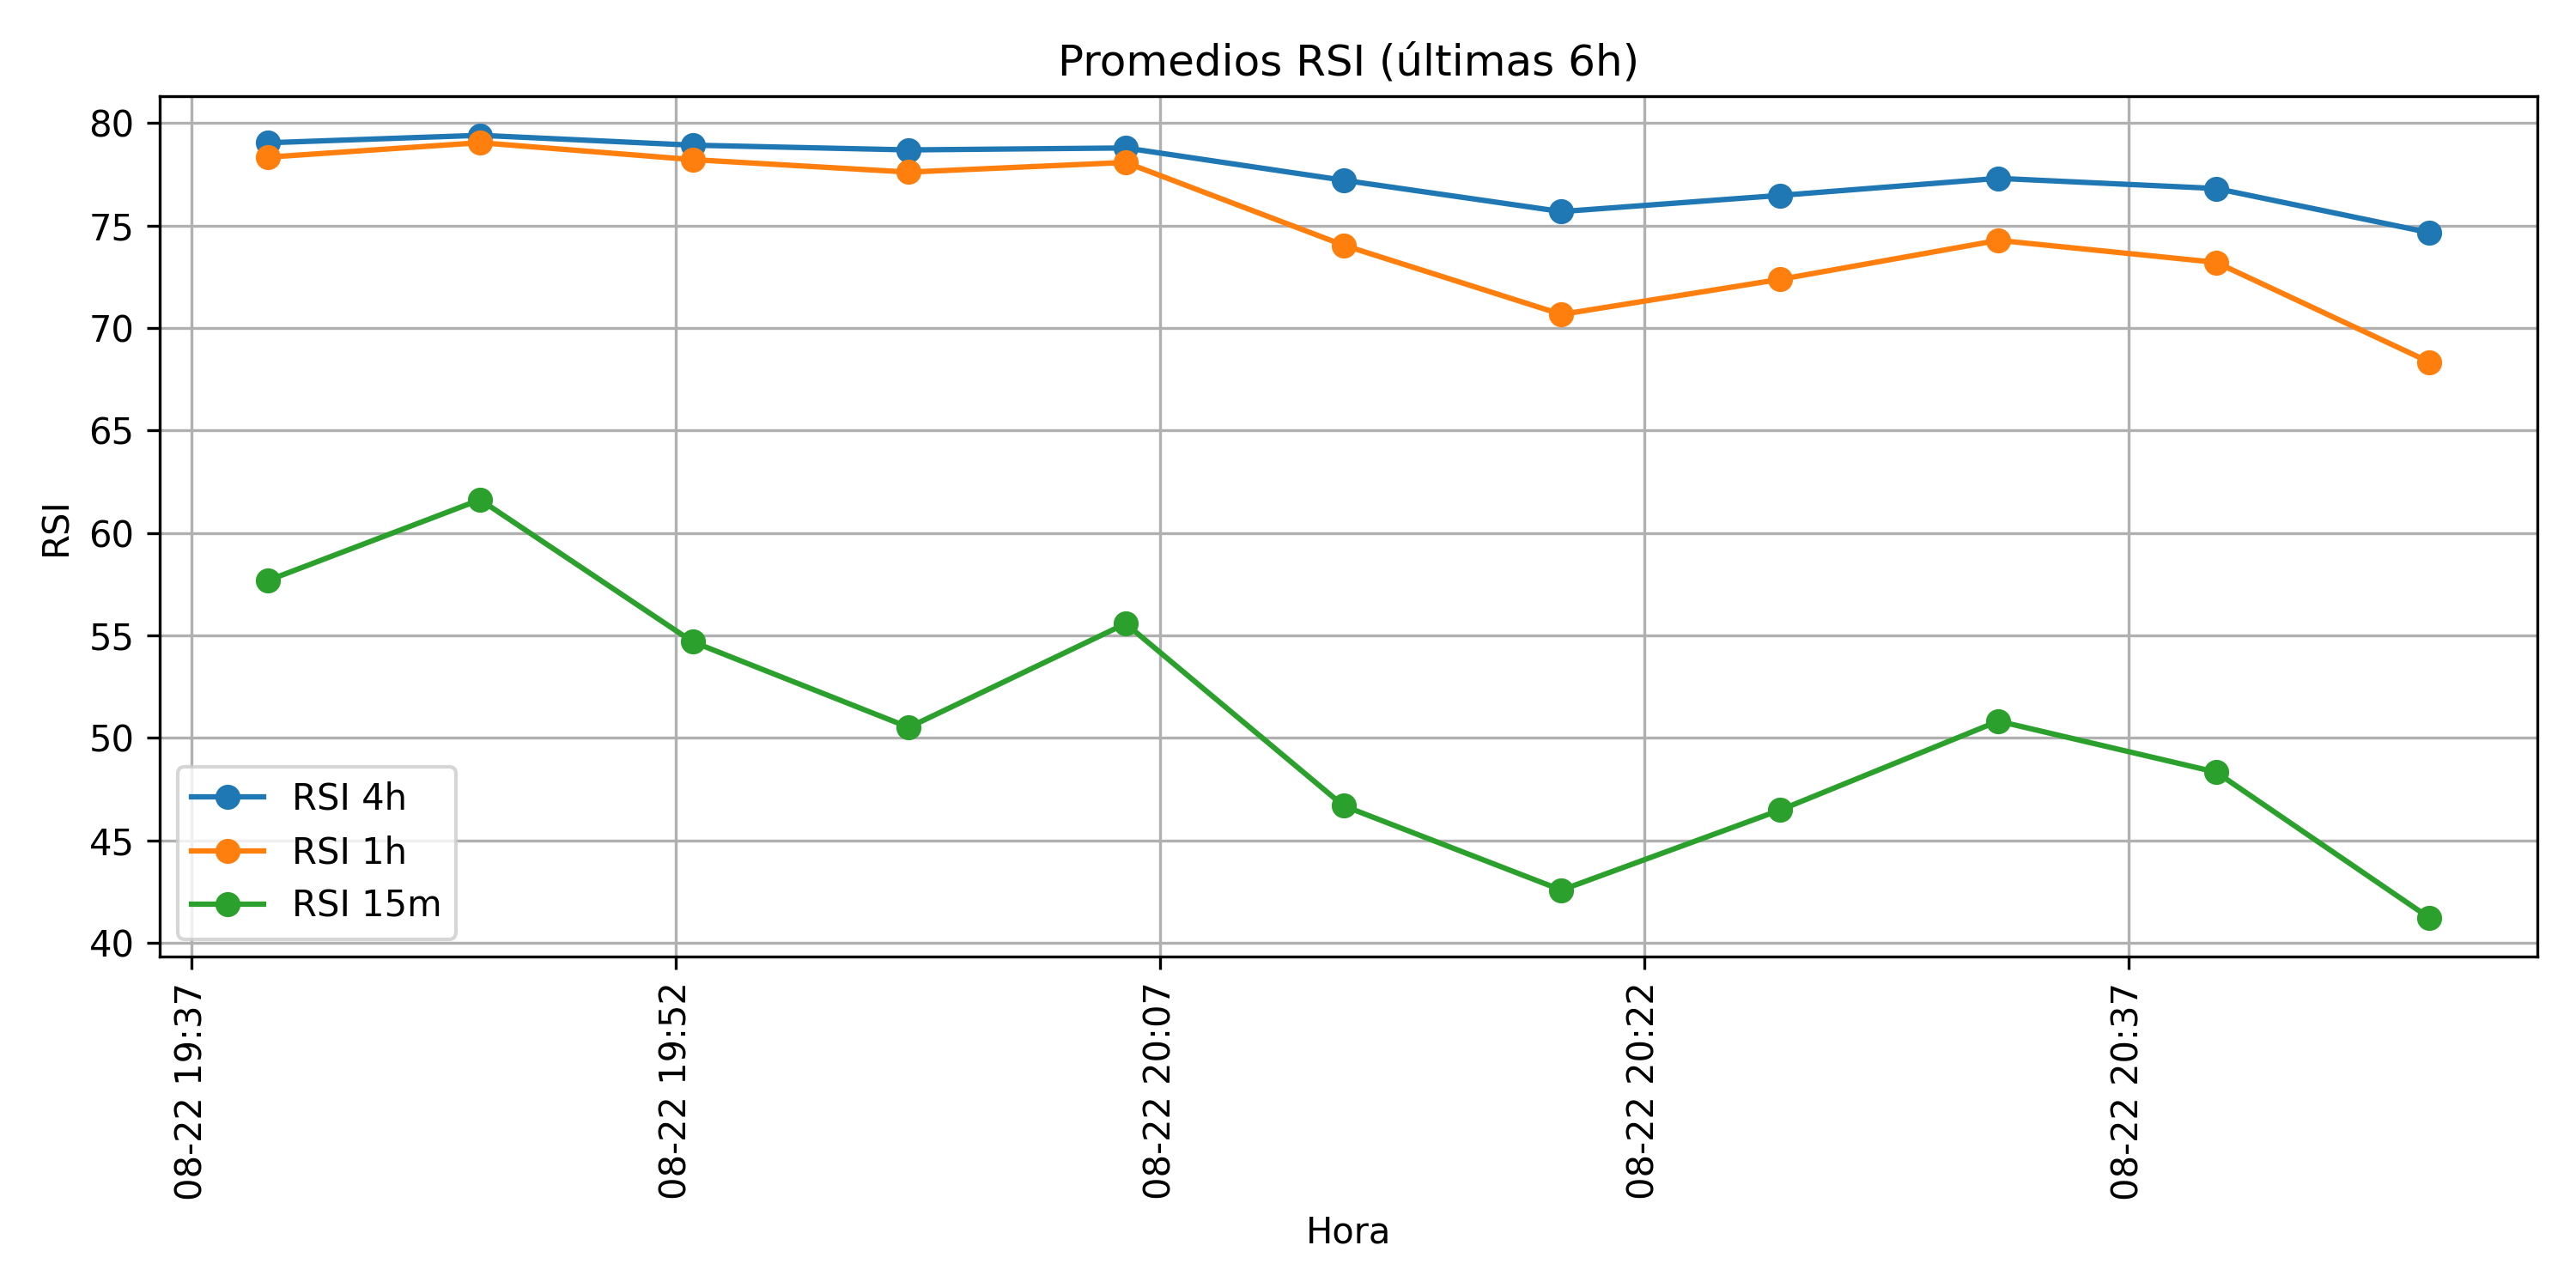 Promedios RSI (últimas 6h)
RSI
80
75
70
65
60
55
50
45
40
RSI 4h
RSI 1h
RSI 15m
08-22 19:37
08-22 19:52
08-22 20:07
08-22 20:22
08-22 20:37
Hora